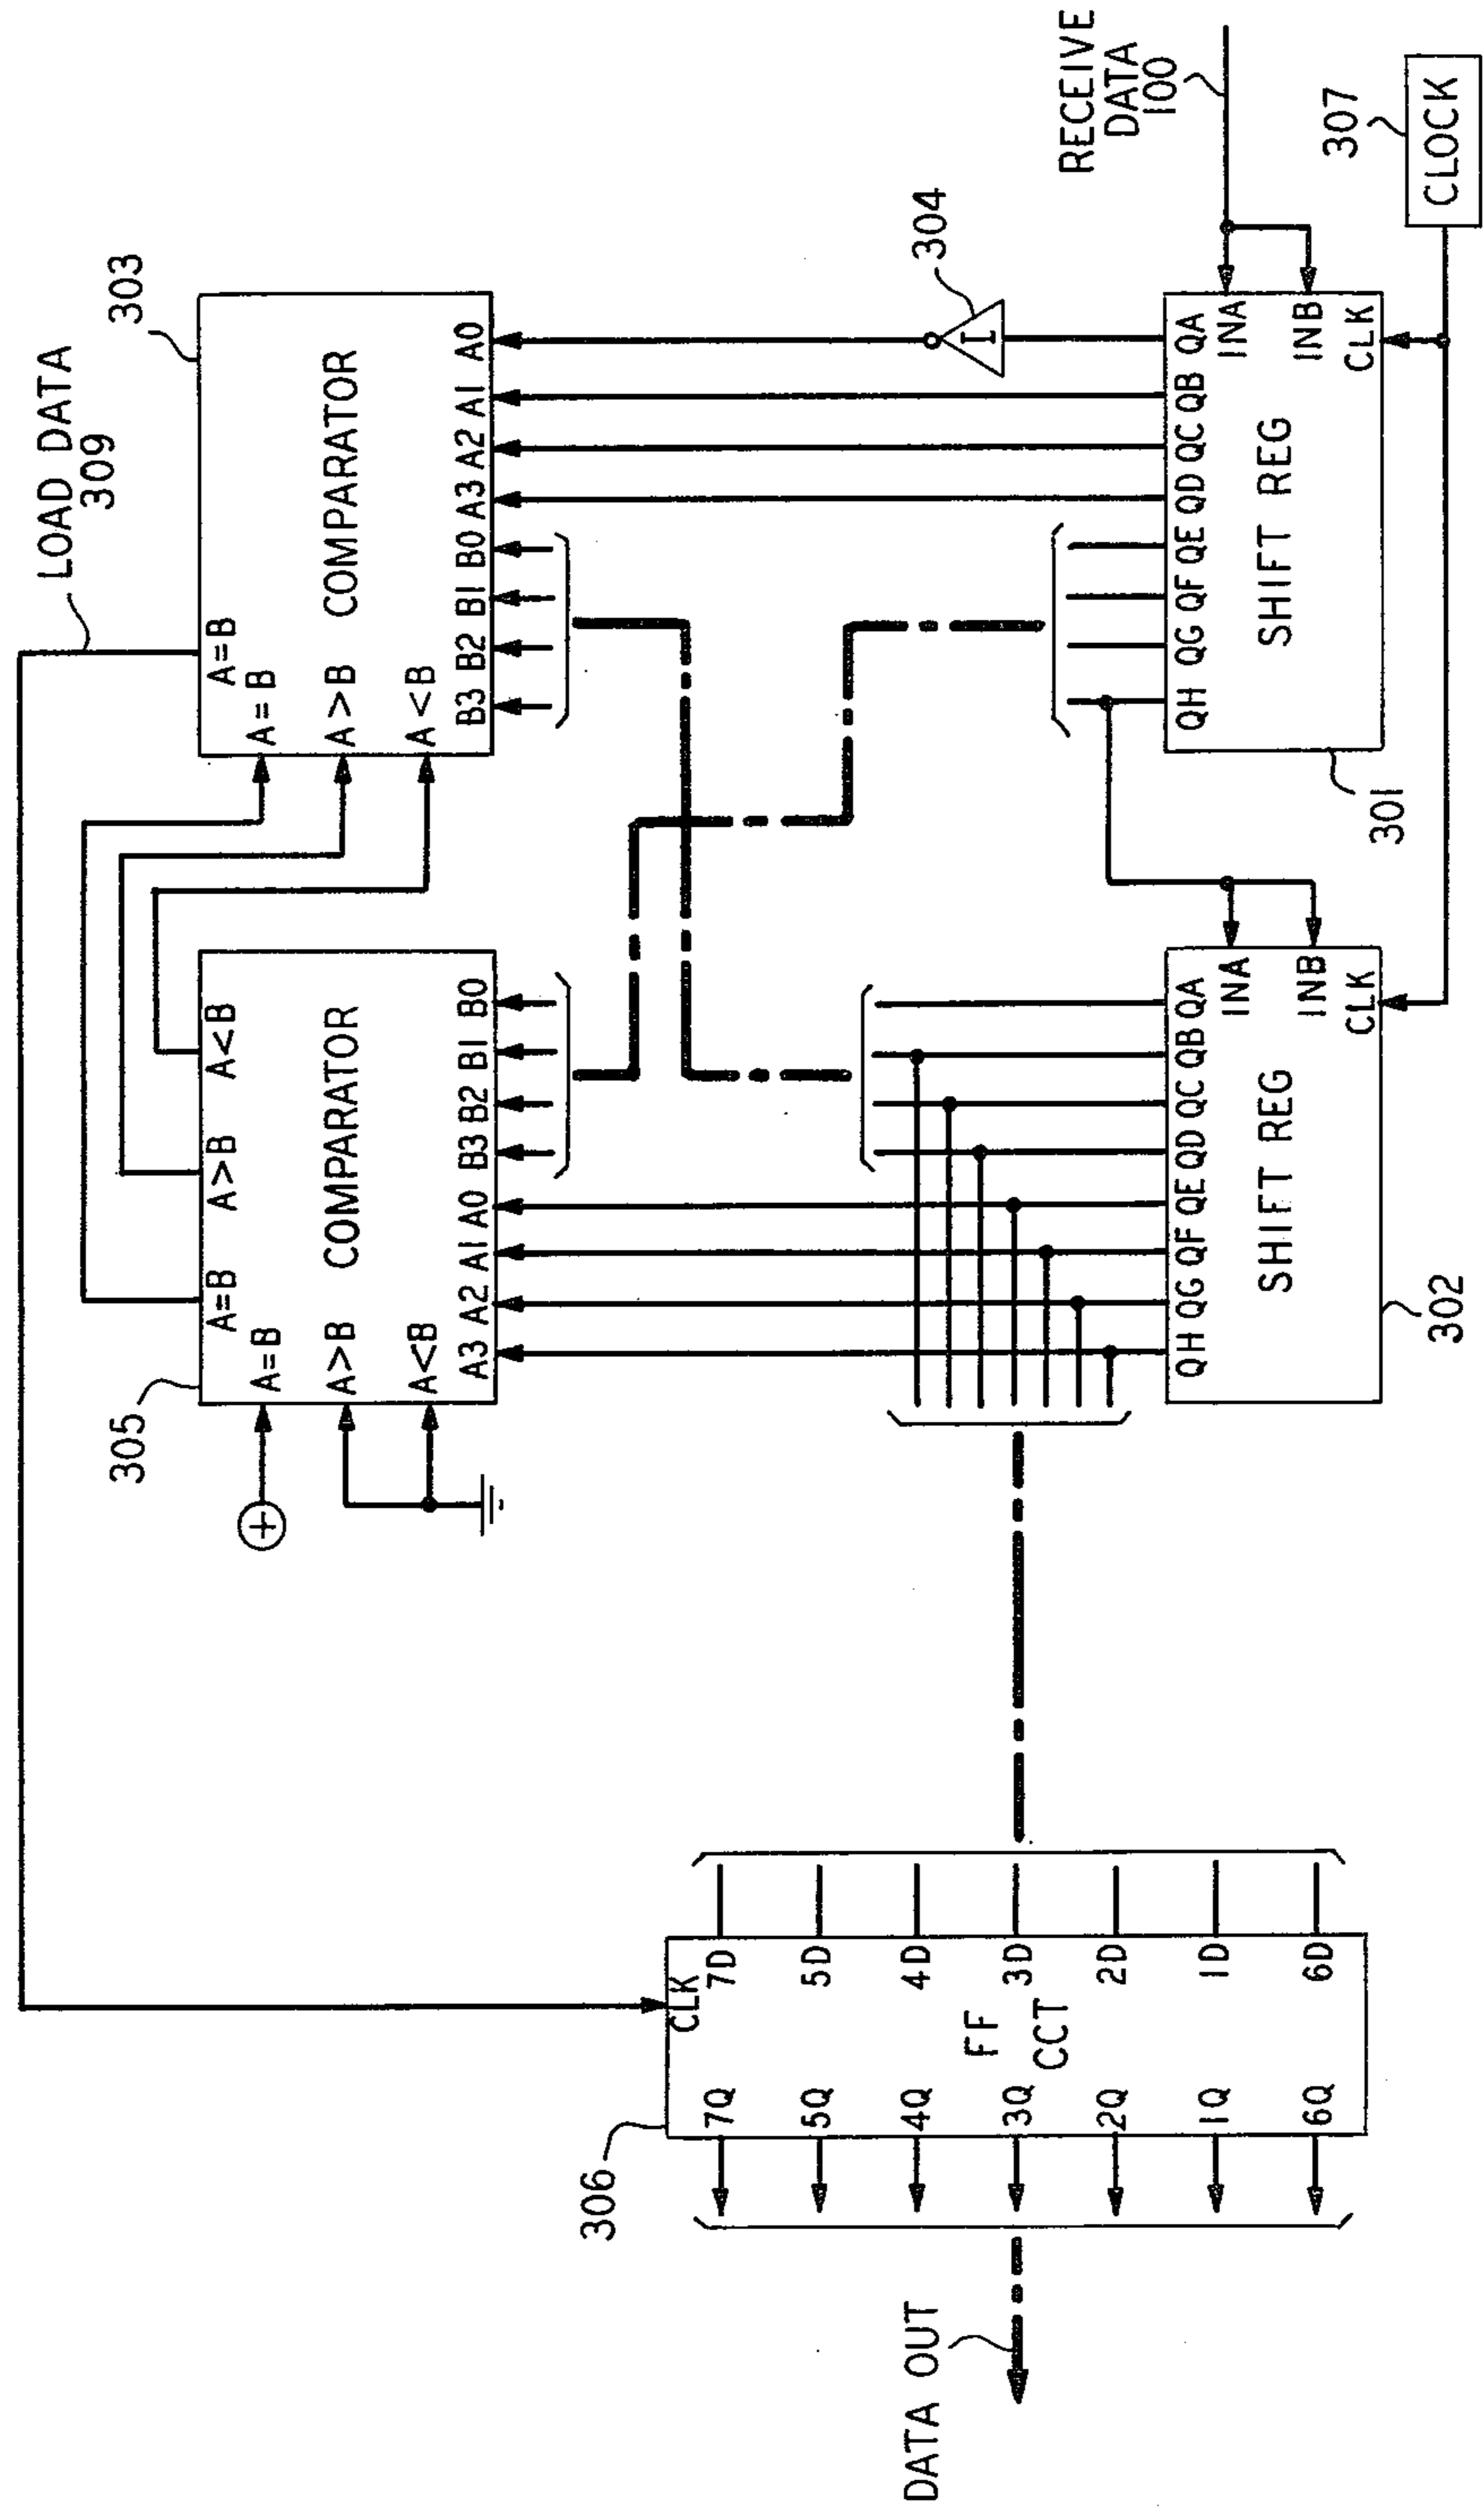 LOAD DATA
309
303
A=B
A=B
A>B
A<B
COMPARATOR
B3 B2 B1 B0 A3 A2 A1 A0
305
A=B
A>B
A<B
A=B
A>B
A<B
COMPARATOR
A3 A2 A1 A0 B3 B2 B1 B0
304
I
RECEIVE
DATA
100
307
CLOCK
QH QG QF QE QD QC QB QA
INA
INB
CLK
SHIFT REG
301
QH QG QF QE QD QC QB QA
INA
INB
CLK
SHIFT REG
302
306
CLK
7Q 7D
5Q 5D
4Q 4D
3Q 3D
2Q 2D
1Q 1D
6Q 6D
FF
CCT
DATA OUT